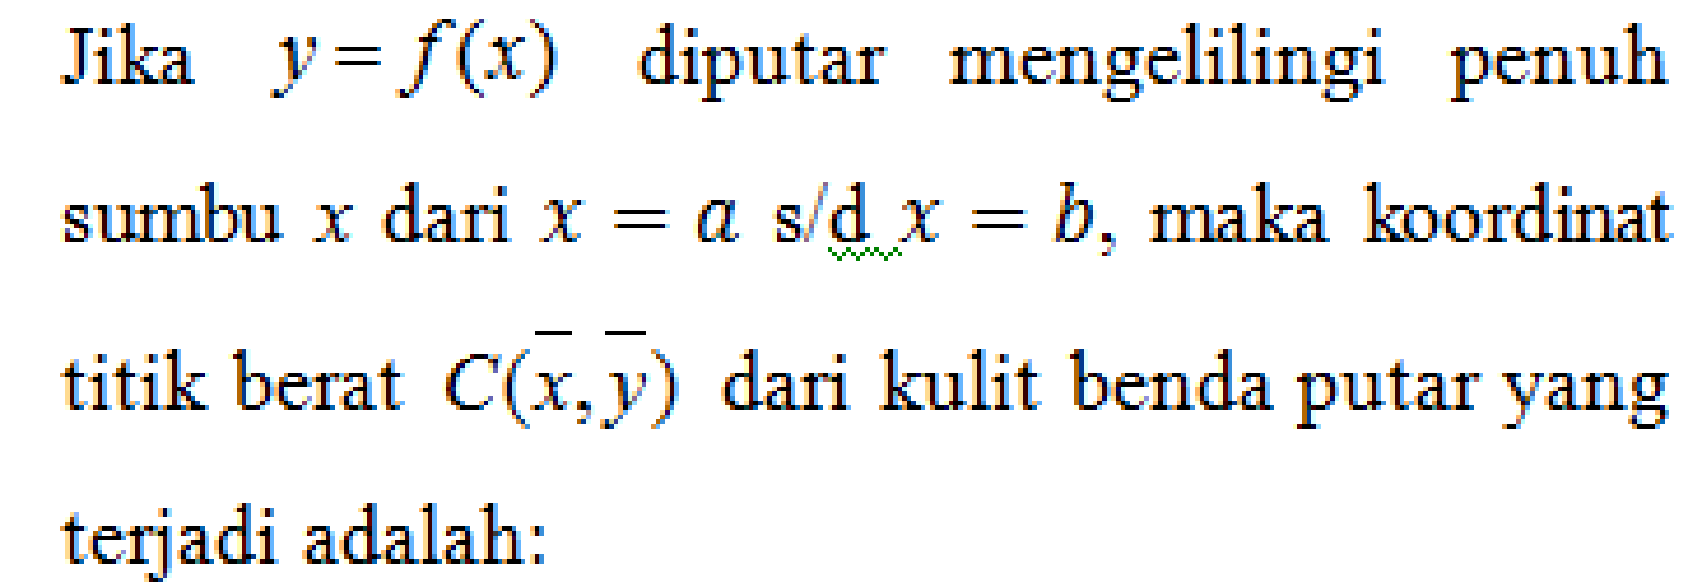 Jika y = f(x) diputar mengelilingi penuh
sumbu x dari x = a s/d x = b, maka koordinat
titik berat C(x̄, ȳ) dari kulit benda putar yang
terjadi adalah: